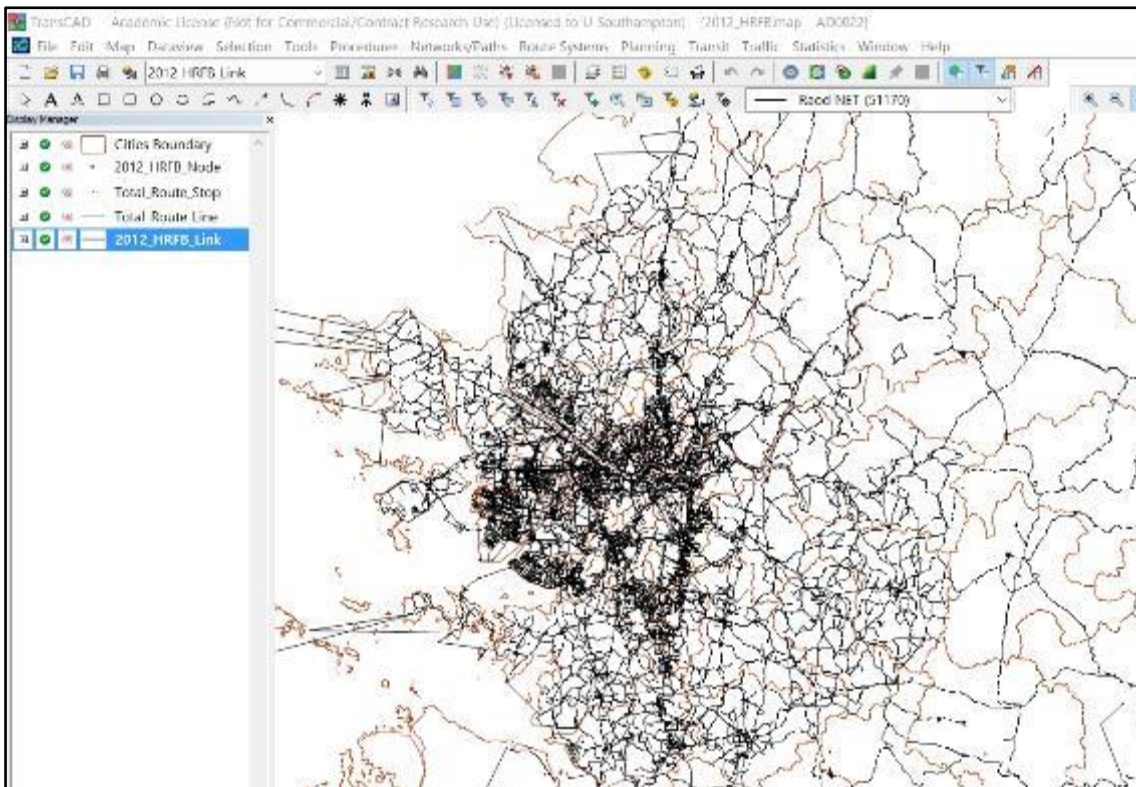 TransCAD Academic License (Not for Commercial/Contract Research Use) (Licensed to U Southampton) [2012_HRFB.map AD0022]
File Edit Map Dataview Selection Tools Procedures Networks/Paths Route Systems Planning Transit Traffic Statistics Window Help
2012 HRFB Link
Raod NET (51170)
Display Manager
Cities Boundary
2012_HRFB_Node
Total_Route_Stop
Total_Route_Line
2012_HRFB_Link